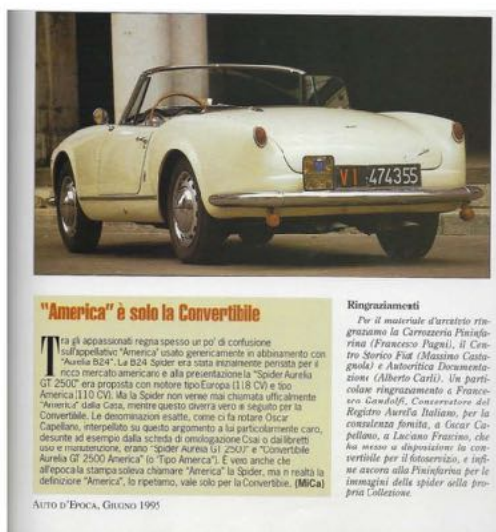 VI 474355
"America" è solo la Convertibile
Tra gli appassionati regna spesso un po' di confusione
sull'appellativo "America" usato genericamente in abbinamento con
"Aurelia B24". La B24 Spider era stata inizialmente pensata per il
ricco mercato americano e alla presentazione la "Spider Aurelia
GT 2500" era proposta con motore tipo Europa (118 CV) e tipo
America (110 CV). Ma la Spider non venne mai chiamata ufficialmente
"America" dalla Casa, mentre questo diverrà vero in seguito per la
Convertibile. Le denominazioni esatte, come ci fa notare Oscar
Capellano, interpellato su questo argomento a lui particolarmente caro,
desunte ad esempio dalla scheda di omologazione Csai o dai libretti
uso e manutenzione, erano "Spider Aurelia GT 2500" e "Convertibile
Aurelia GT 2500 America" (o "Tipo America"). È vero anche che
all'epoca la stampa soleva chiamare "America" la Spider, ma in realtà la
definizione "America", lo ripetiamo, vale solo per la Convertibile. (MiCa)
Ringraziamenti
Per il materiale d'archivio rin-
graziamo la Carrozzeria Pininfa-
rina (Francesco Pagni), il Cen-
tro Storico Fiat (Massimo Casta-
gnola) e Autocritica Documenta-
zioni (Alberto Carli). Un parti-
colare ringraziamento a France-
sco Gandolfi, Conservatore del
Registro Aurelia Italiano, per la
consulenza fornita, a Oscar Ca-
pellano, a Luciano Frascino, che
ha messo a disposizione la con-
vertibile per il fotoservizio, e infi-
ne ancora alla Pininfarina per le
immagini delle spider della pro-
pria Collezione.
AUTO D'EPOCA, GIUGNO 1995